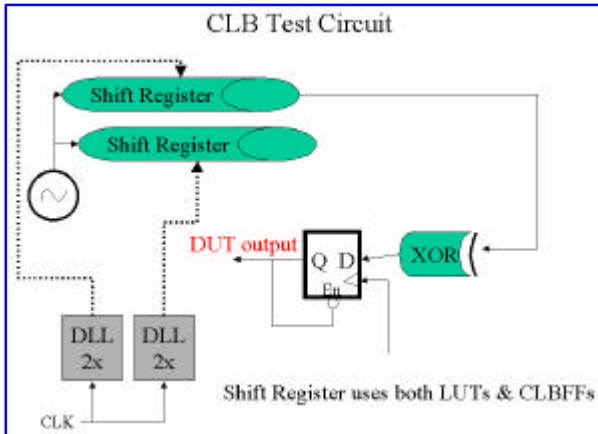 CLB Test Circuit
Shift Register
Shift Register
DUT output
Q D
En
XOR
DLL
2x
DLL
2x
CLK
Shift Register uses both LUTs & CLBFFs